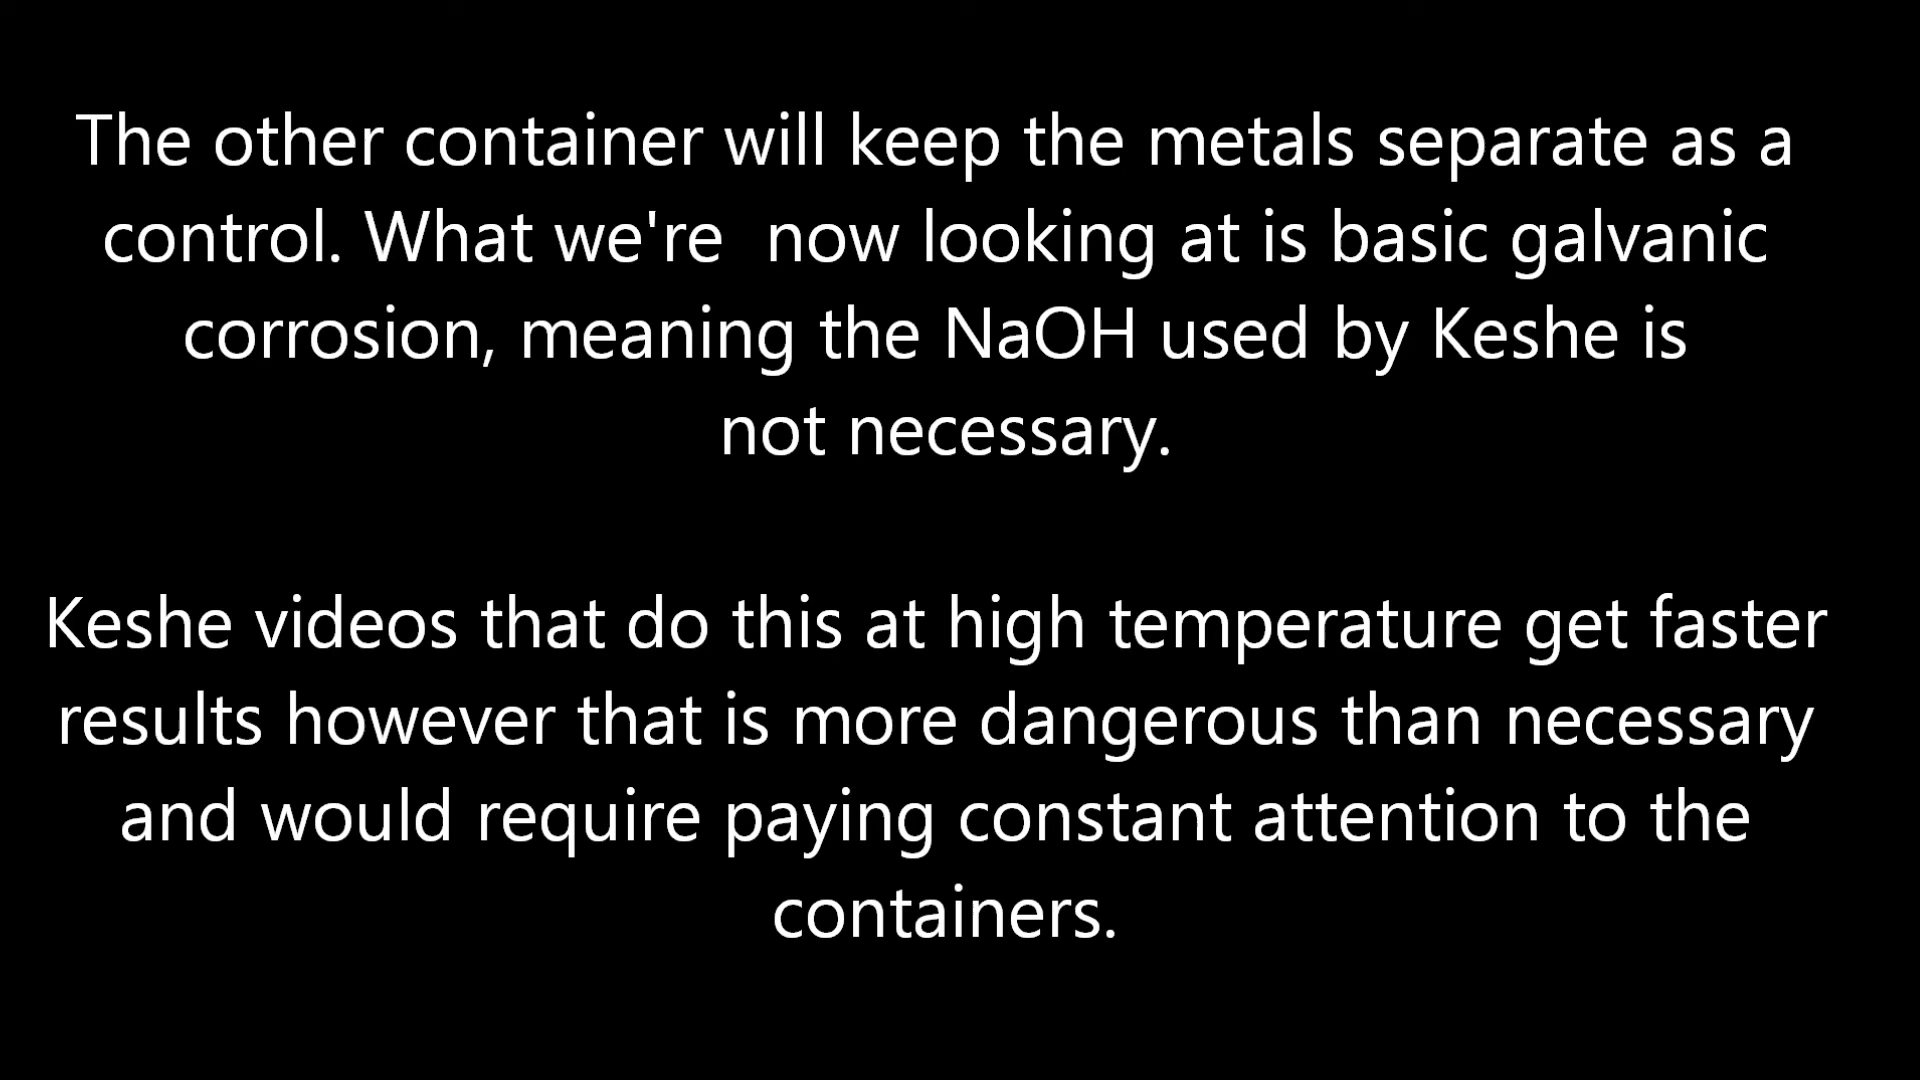 The other container will keep the metals separate as a
control. What we're  now looking at is basic galvanic
corrosion, meaning the NaOH used by Keshe is
not necessary.
Keshe videos that do this at high temperature get faster
results however that is more dangerous than necessary
and would require paying constant attention to the
containers.